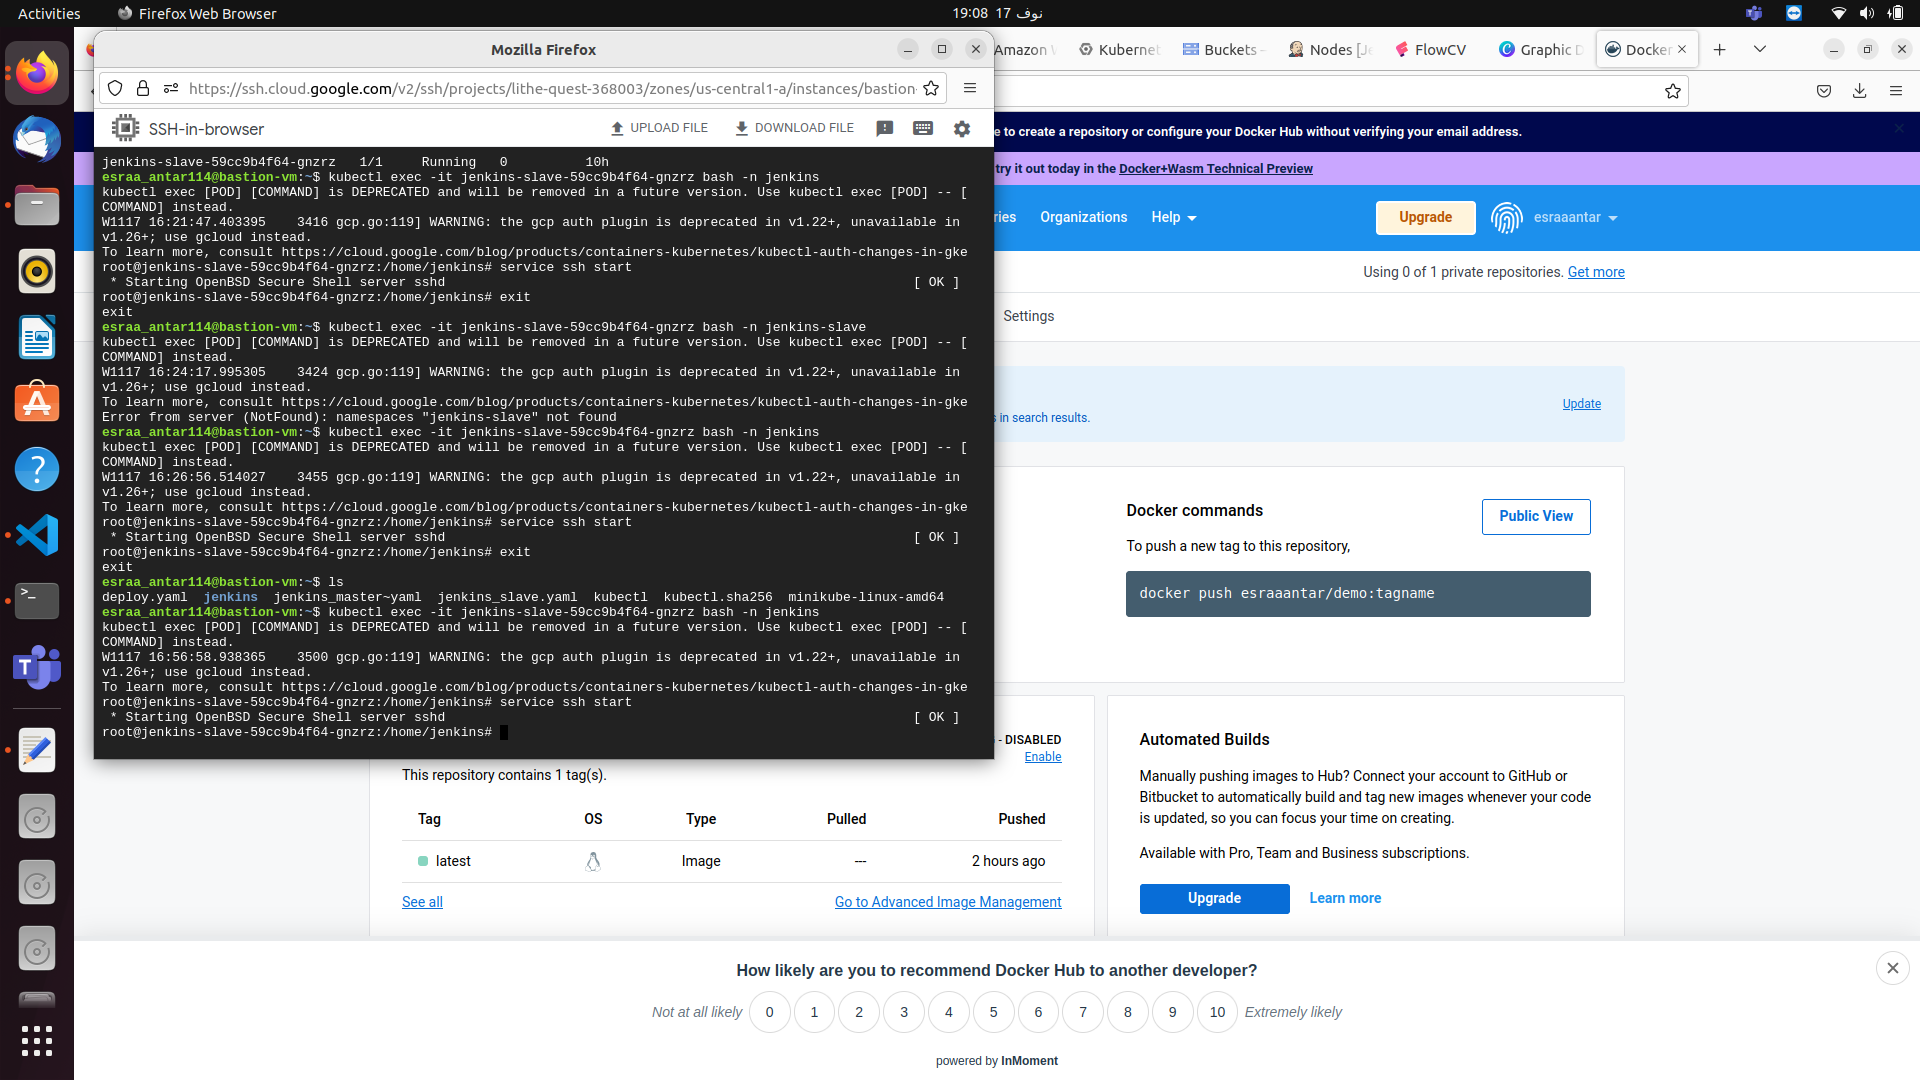 Activities
Firefox Web Browser
19:08 17 نوف
Mozilla Firefox
Amazon W
Kubernet
Buckets -
Nodes [Je
FlowCV
Graphic D
Docker
https://ssh.cloud.google.com/v2/ssh/projects/lithe-quest-368003/zones/us-central1-a/instances/bastion-
SSH-in-browser
UPLOAD FILE
DOWNLOAD FILE
e to create a repository or configure your Docker Hub without verifying your email address.
try it out today in the Docker+Wasm Technical Preview
ries
Organizations
Help
Upgrade
esraaantar
Using 0 of 1 private repositories. Get more
Settings
s in search results.
Update
jenkins-slave-59cc9b4f64-gnzrz   1/1     Running   0          10h
esraa_antar114@bastion-vm:~$ kubectl exec -it jenkins-slave-59cc9b4f64-gnzrz bash -n jenkins
kubectl exec [POD] [COMMAND] is DEPRECATED and will be removed in a future version. Use kubectl exec [POD] -- [
COMMAND] instead.
W1117 16:21:47.403395    3416 gcp.go:119] WARNING: the gcp auth plugin is deprecated in v1.22+, unavailable in
v1.26+; use gcloud instead.
To learn more, consult https://cloud.google.com/blog/products/containers-kubernetes/kubectl-auth-changes-in-gke
root@jenkins-slave-59cc9b4f64-gnzrz:/home/jenkins# service ssh start
 * Starting OpenBSD Secure Shell server sshd                                                            [ OK ]
root@jenkins-slave-59cc9b4f64-gnzrz:/home/jenkins# exit
exit
esraa_antar114@bastion-vm:~$ kubectl exec -it jenkins-slave-59cc9b4f64-gnzrz bash -n jenkins-slave
kubectl exec [POD] [COMMAND] is DEPRECATED and will be removed in a future version. Use kubectl exec [POD] -- [
COMMAND] instead.
W1117 16:24:17.995305    3424 gcp.go:119] WARNING: the gcp auth plugin is deprecated in v1.22+, unavailable in
v1.26+; use gcloud instead.
To learn more, consult https://cloud.google.com/blog/products/containers-kubernetes/kubectl-auth-changes-in-gke
Error from server (NotFound): namespaces "jenkins-slave" not found
esraa_antar114@bastion-vm:~$ kubectl exec -it jenkins-slave-59cc9b4f64-gnzrz bash -n jenkins
kubectl exec [POD] [COMMAND] is DEPRECATED and will be removed in a future version. Use kubectl exec [POD] -- [
COMMAND] instead.
W1117 16:26:56.514027    3455 gcp.go:119] WARNING: the gcp auth plugin is deprecated in v1.22+, unavailable in
v1.26+; use gcloud instead.
To learn more, consult https://cloud.google.com/blog/products/containers-kubernetes/kubectl-auth-changes-in-gke
root@jenkins-slave-59cc9b4f64-gnzrz:/home/jenkins# service ssh start
 * Starting OpenBSD Secure Shell server sshd                                                            [ OK ]
root@jenkins-slave-59cc9b4f64-gnzrz:/home/jenkins# exit
exit
esraa_antar114@bastion-vm:~$ ls
deploy.yaml  jenkins  jenkins_master~yaml  jenkins_slave.yaml  kubectl  kubectl.sha256  minikube-linux-amd64
esraa_antar114@bastion-vm:~$ kubectl exec -it jenkins-slave-59cc9b4f64-gnzrz bash -n jenkins
kubectl exec [POD] [COMMAND] is DEPRECATED and will be removed in a future version. Use kubectl exec [POD] -- [
COMMAND] instead.
W1117 16:56:58.938365    3500 gcp.go:119] WARNING: the gcp auth plugin is deprecated in v1.22+, unavailable in
v1.26+; use gcloud instead.
To learn more, consult https://cloud.google.com/blog/products/containers-kubernetes/kubectl-auth-changes-in-gke
root@jenkins-slave-59cc9b4f64-gnzrz:/home/jenkins# service ssh start
 * Starting OpenBSD Secure Shell server sshd                                                            [ OK ]
root@jenkins-slave-59cc9b4f64-gnzrz:/home/jenkins#
Docker commands
Public View
To push a new tag to this repository,
docker push esraaantar/demo:tagname
- DISABLED
Enable
This repository contains 1 tag(s).
Tag OS Type Pulled Pushed
latest Image --- 2 hours ago
See all
Go to Advanced Image Management
Automated Builds
Manually pushing images to Hub? Connect your account to GitHub or
Bitbucket to automatically build and tag new images whenever your code
is updated, so you can focus your time on creating.
Available with Pro, Team and Business subscriptions.
Upgrade
Learn more
How likely are you to recommend Docker Hub to another developer?
Not at all likely 0 1 2 3 4 5 6 7 8 9 10 Extremely likely
powered by InMoment